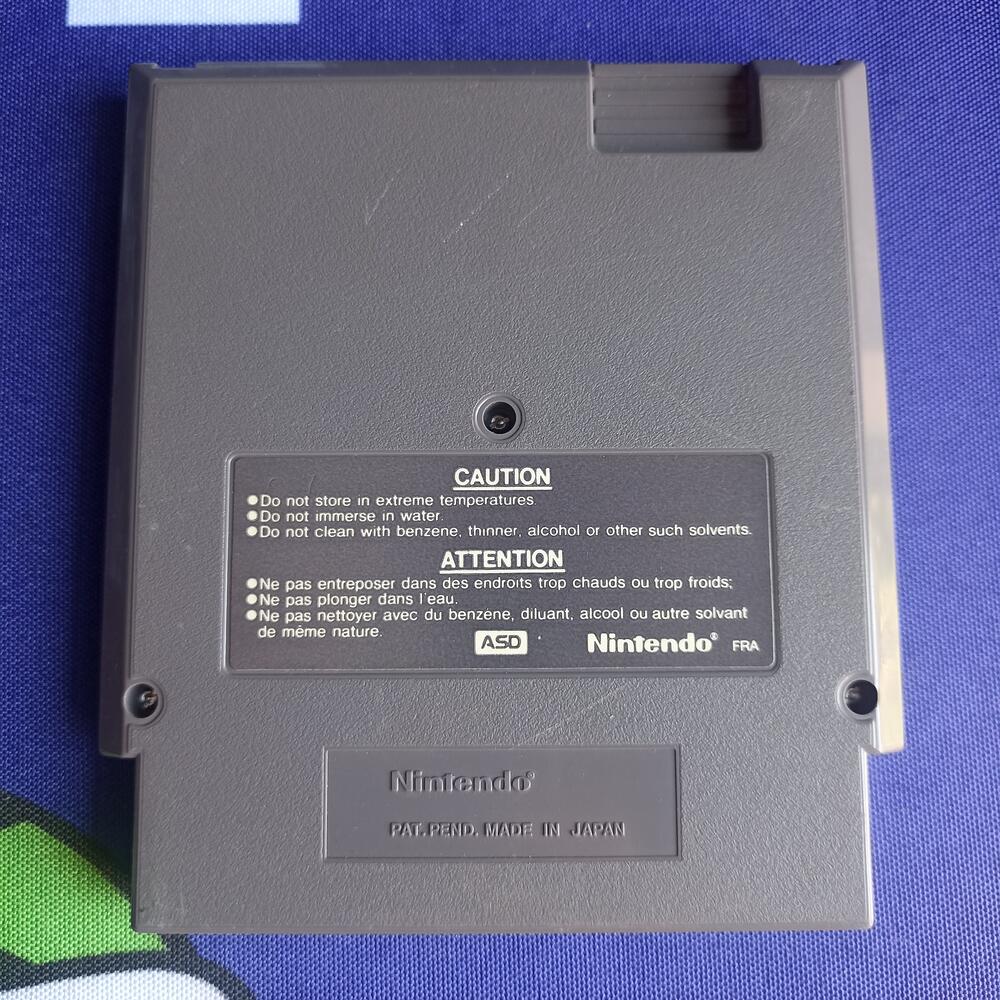 CAUTION
●Do not store in extreme temperatures.
●Do not immerse in water.
●Do not clean with benzene, thinner, alcohol or other such solvents.
ATTENTION
●Ne pas entreposer dans des endroits trop chauds ou trop froids;
●Ne pas plonger dans l'eau.
●Ne pas nettoyer avec du benzéne, diluant, alcool ou autre solvant
de même nature.
ASD Nintendo® FRA
Nintendo®
PAT. PEND. MADE IN JAPAN